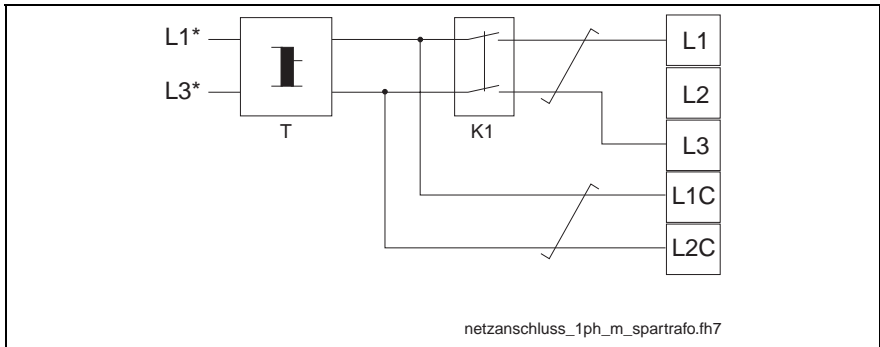 L1*
L3*
T
K1
L1
L2
L3
L1C
L2C
netzanschluss_1ph_m_spartrafo.fh7